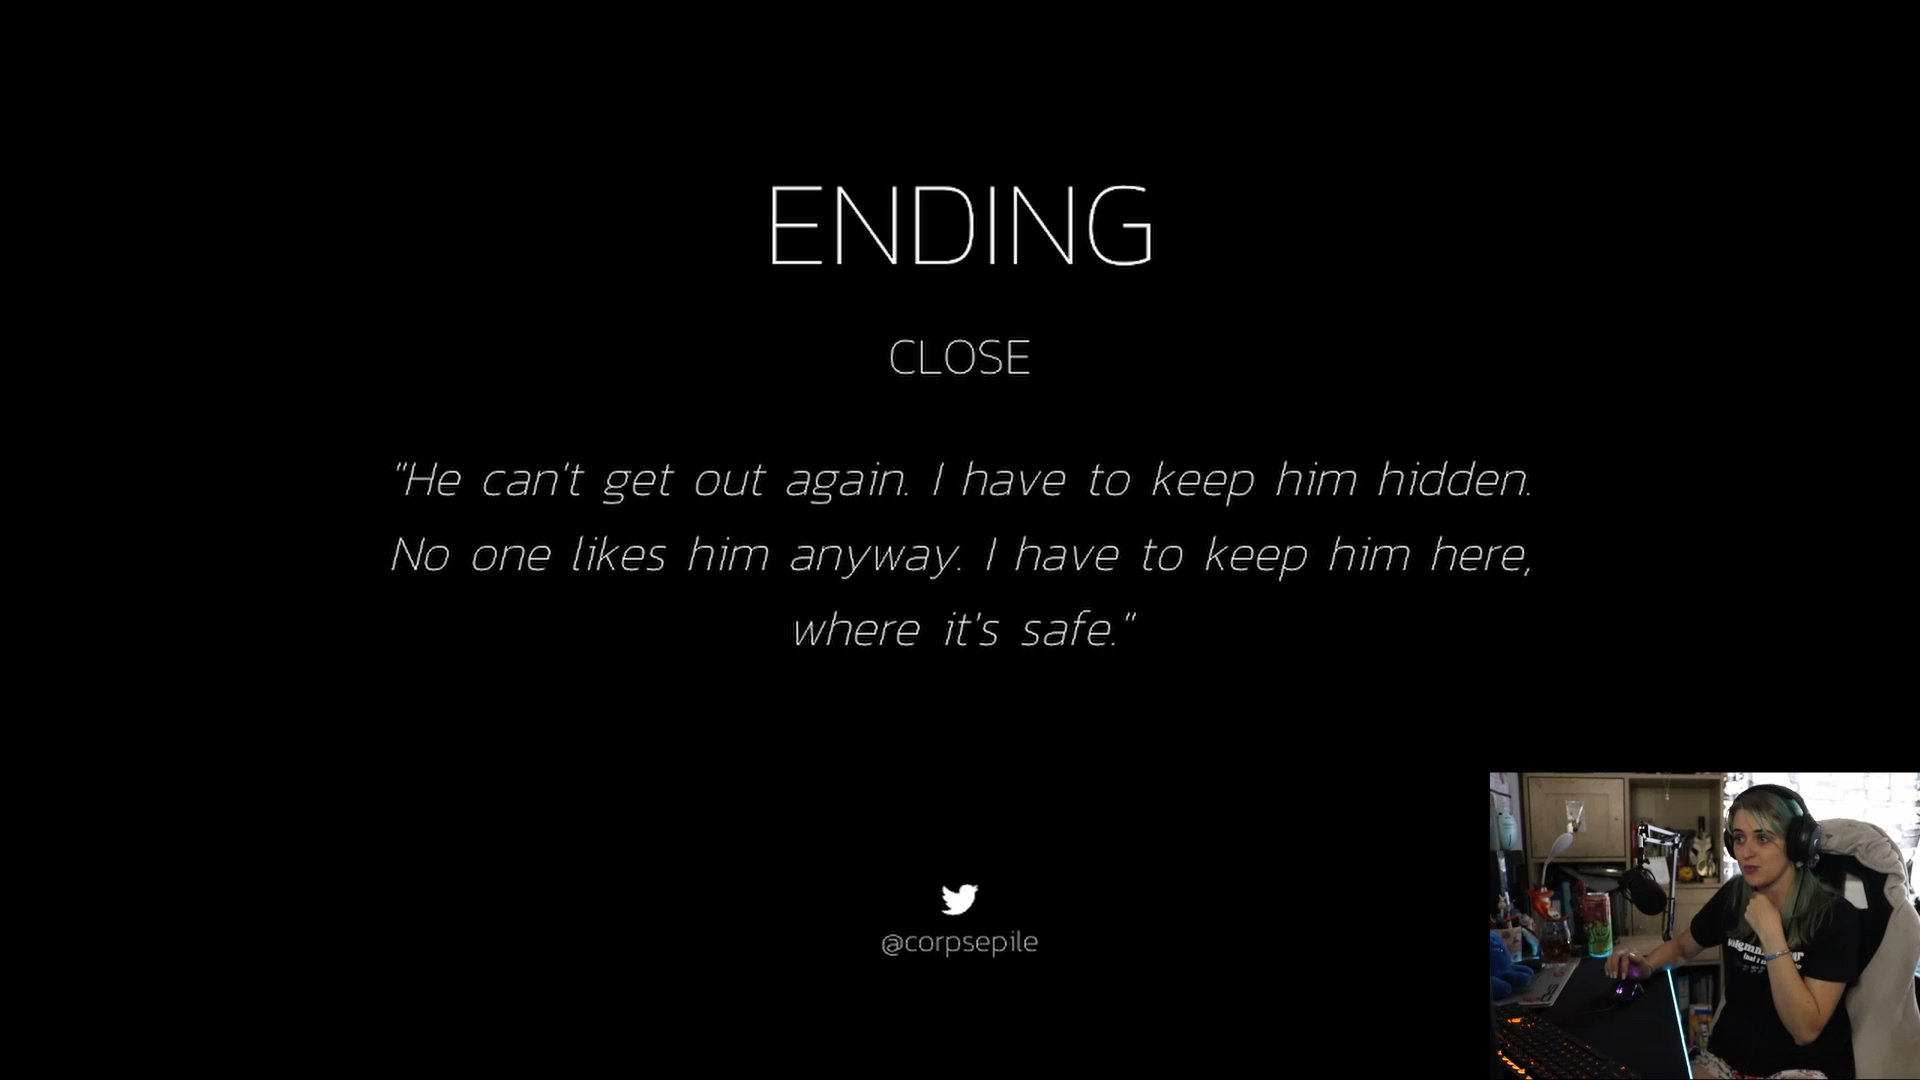 ENDING
CLOSE
"He can't get out again. I have to keep him hidden.
No one likes him anyway. I have to keep him here,
where it's safe."
@corpsepile